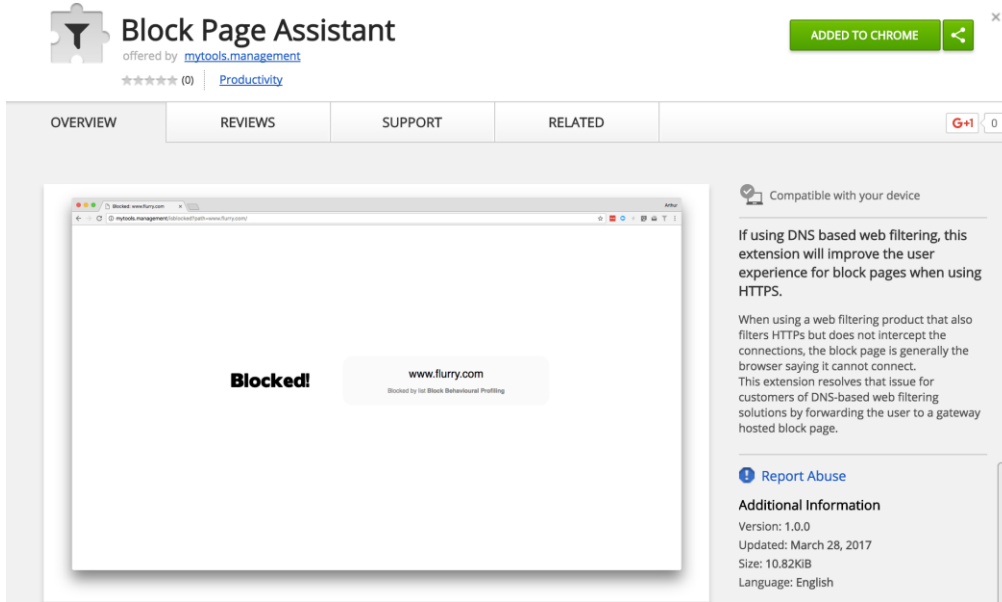 Block Page Assistant
offered by mytools.management
(0) Productivity
ADDED TO CHROME
OVERVIEW
REVIEWS
SUPPORT
RELATED
G+1 0
Blocked: www.flurry.com
Arthur
mytools.management/isblocked?path=www.flurry.com/
Blocked!
www.flurry.com
Blocked by list Block Behavioural Profiling
Compatible with your device
If using DNS based web filtering, this
extension will improve the user
experience for block pages when using
HTTPS.
When using a web filtering product that also
filters HTTPs but does not intercept the
connections, the block page is generally the
browser saying it cannot connect.
This extension resolves that issue for
customers of DNS-based web filtering
solutions by forwarding the user to a gateway
hosted block page.
Report Abuse
Additional Information
Version: 1.0.0
Updated: March 28, 2017
Size: 10.82KiB
Language: English